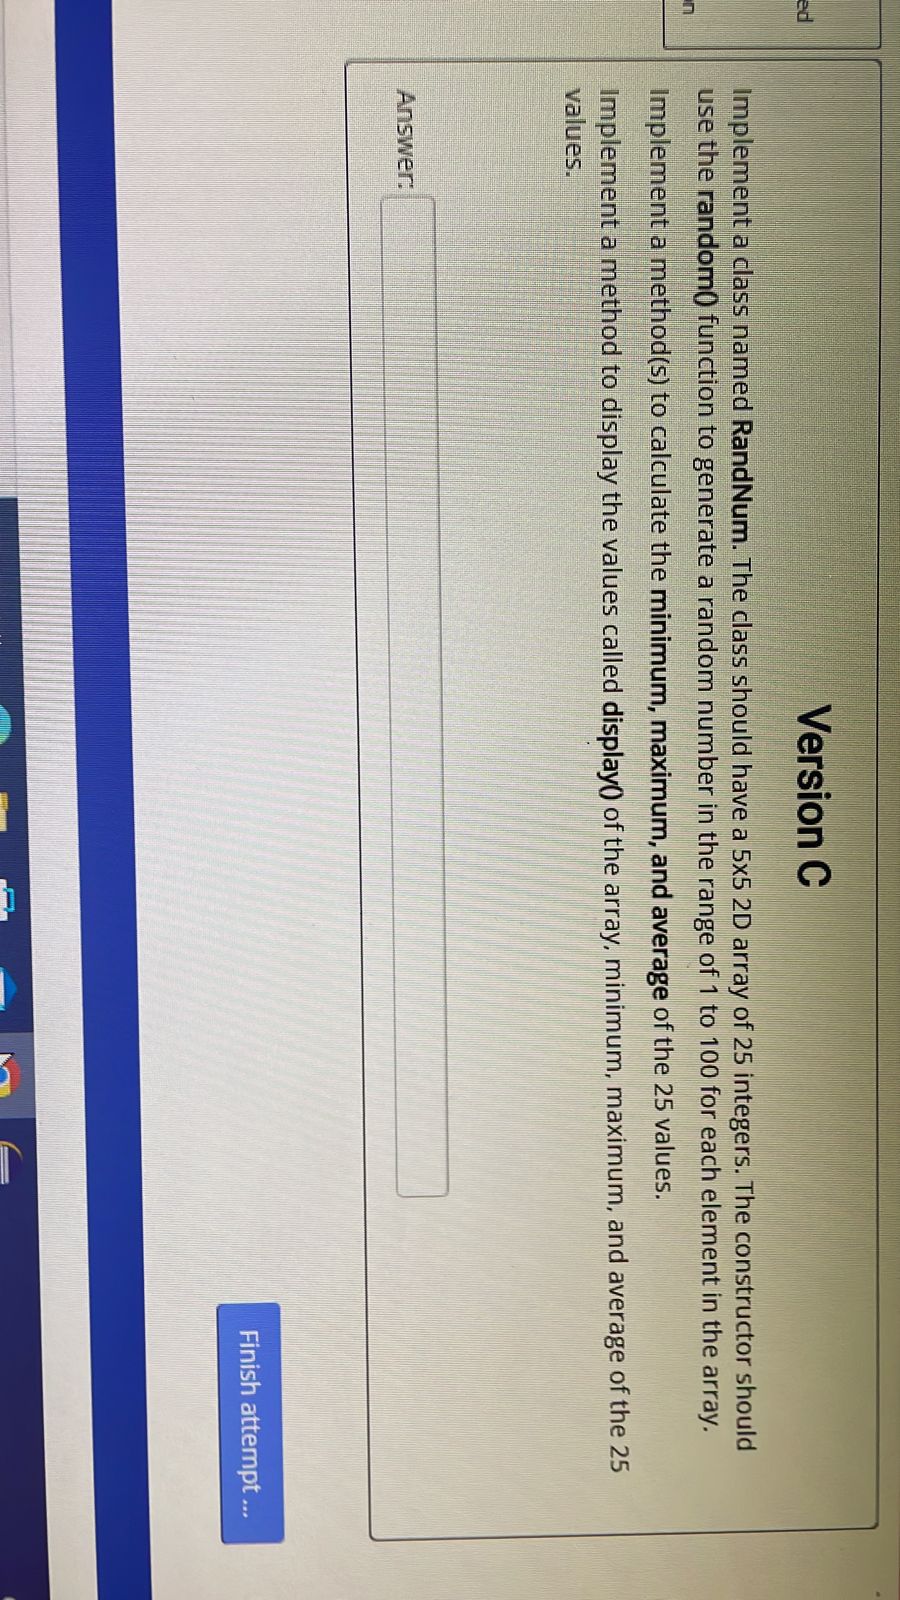 ed
n
Version C
Implement a class named RandNum. The class should have a 5x5 2D array of 25 integers. The constructor should
use the random() function to generate a random number in the range of 1 to 100 for each element in the array.
Implement a method(s) to calculate the minimum, maximum, and average of the 25 values.
Implement a method to display the values called display() of the array, minimum, maximum, and average of the 25
values.
Answer:
Finish attempt ...